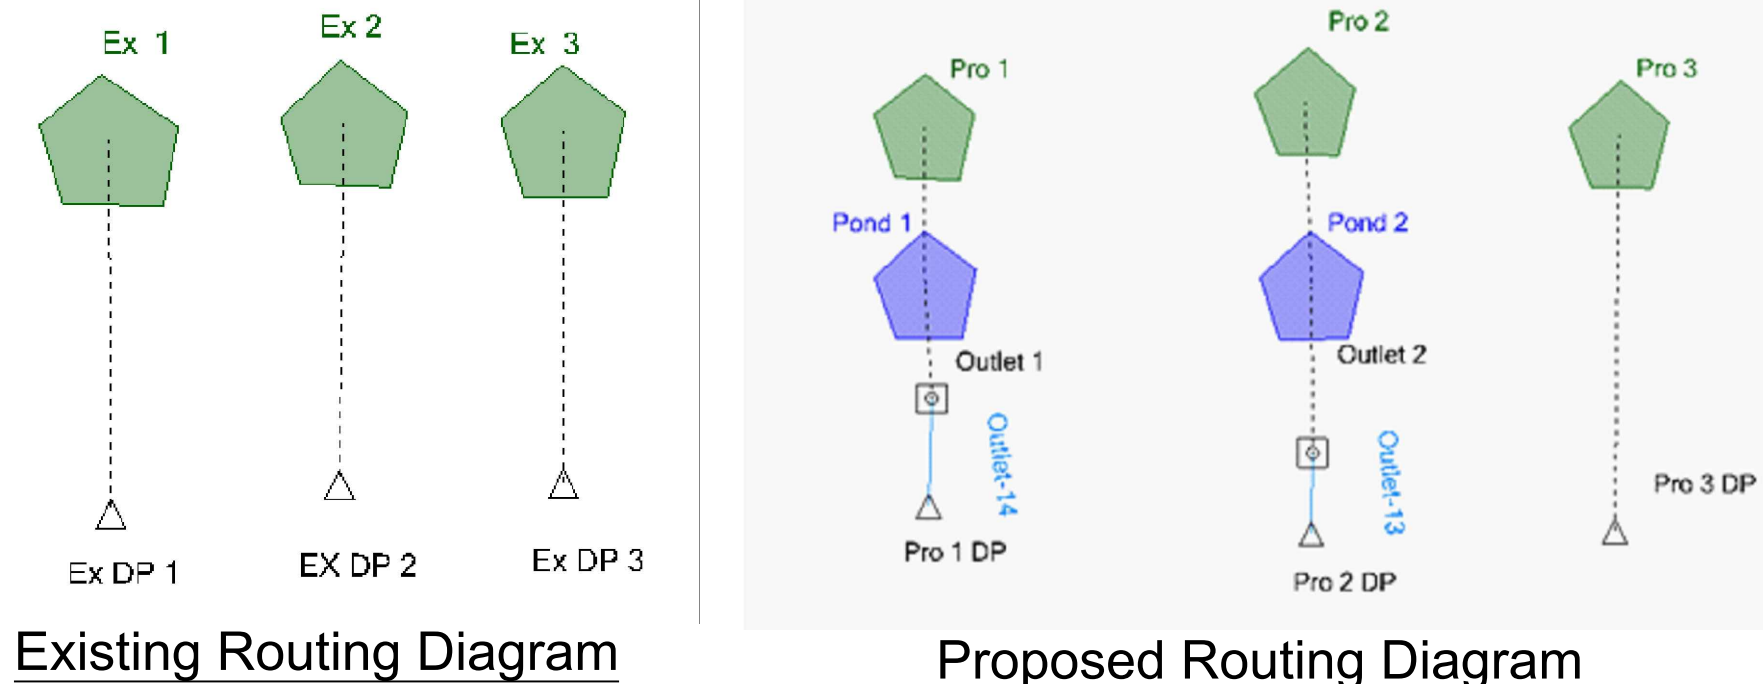 Ex 1
Ex 2
Ex 3
Ex DP 1
EX DP 2
Ex DP 3
Existing Routing Diagram
Pro 1
Pro 2
Pro 3
Pond 1
Pond 2
Outlet 1
Outlet 2
Outlet-14
Outlet-13
Pro 3 DP
Pro 1 DP
Pro 2 DP
Proposed Routing Diagram